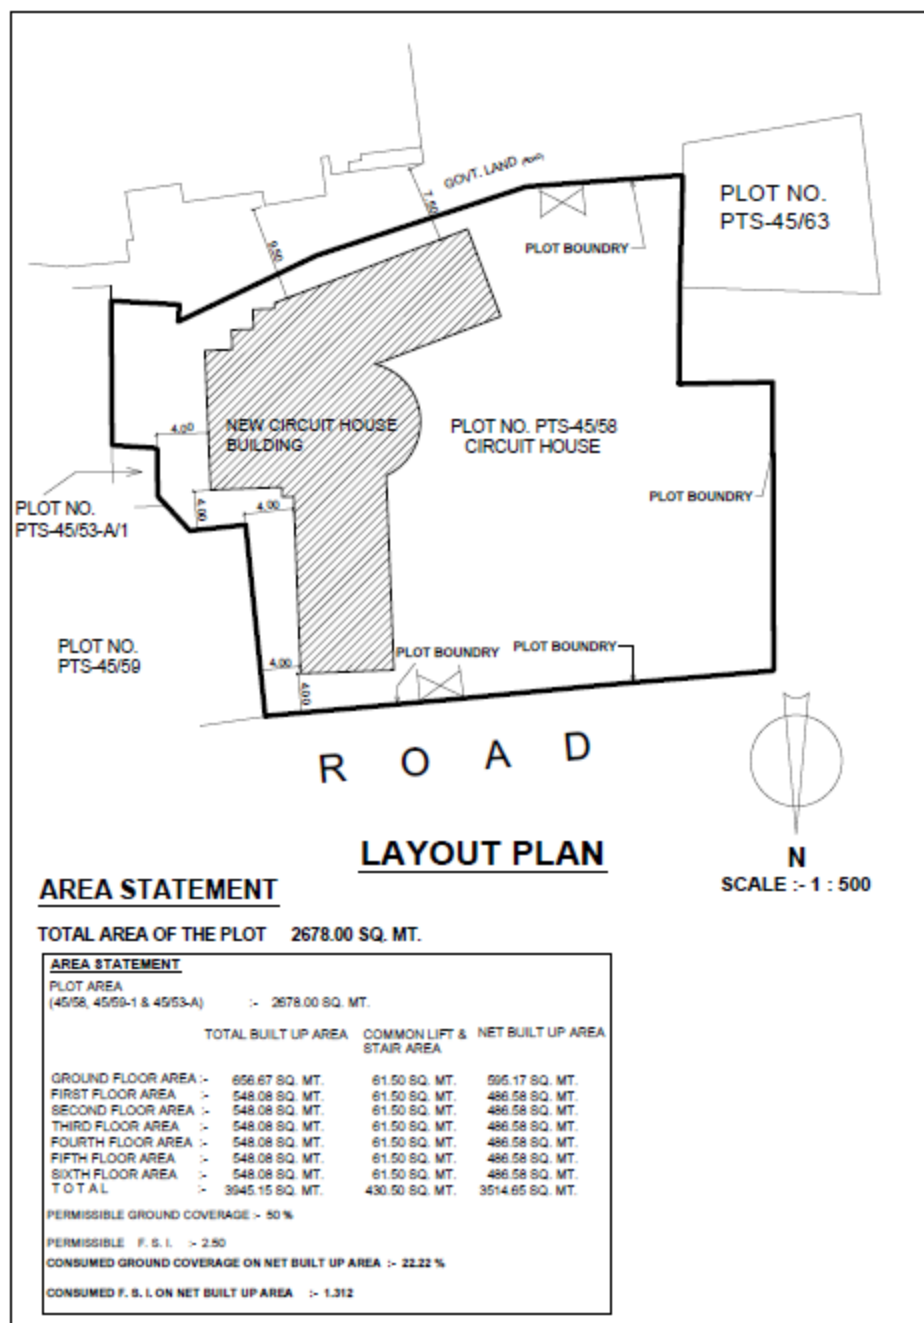 GOVT. LAND (Road)
PLOT NO.
PTS-45/63
7.50
9.50
PLOT BOUNDRY
4.00
NEW CIRCUIT HOUSE
BUILDING
PLOT NO. PTS-45/58
CIRCUIT HOUSE
PLOT BOUNDRY
PLOT NO.
PTS-45/53-A/1
4.00
4.00
PLOT NO.
PTS-45/59
4.00
4.00
PLOT BOUNDRY
PLOT BOUNDRY
R O A D
LAYOUT PLAN
N
SCALE :- 1 : 500
AREA STATEMENT
TOTAL AREA OF THE PLOT 2678.00 SQ. MT.
AREA STATEMENT
PLOT AREA
(45/58, 45/59-1 & 45/53-A) :- 2678.00 SQ. MT.
TOTAL BUILT UP AREA COMMON LIFT & STAIR AREA NET BUILT UP AREA
GROUND FLOOR AREA :- 656.67 SQ. MT. 61.50 SQ. MT. 595.17 SQ. MT.
FIRST FLOOR AREA :- 548.08 SQ. MT. 61.50 SQ. MT. 486.58 SQ. MT.
SECOND FLOOR AREA :- 548.08 SQ. MT. 61.50 SQ. MT. 486.58 SQ. MT.
THIRD FLOOR AREA :- 548.08 SQ. MT. 61.50 SQ. MT. 486.58 SQ. MT.
FOURTH FLOOR AREA :- 548.08 SQ. MT. 61.50 SQ. MT. 486.58 SQ. MT.
FIFTH FLOOR AREA :- 548.08 SQ. MT. 61.50 SQ. MT. 486.58 SQ. MT.
SIXTH FLOOR AREA :- 548.08 SQ. MT. 61.50 SQ. MT. 486.58 SQ. MT.
T O T A L :- 3945.15 SQ. MT. 430.50 SQ. MT. 3514.65 SQ. MT.
PERMISSIBLE GROUND COVERAGE :- 50 %
PERMISSIBLE F. S. I. :- 2.50
CONSUMED GROUND COVERAGE ON NET BUILT UP AREA :- 22.22 %
CONSUMED F. S. I. ON NET BUILT UP AREA :- 1.312